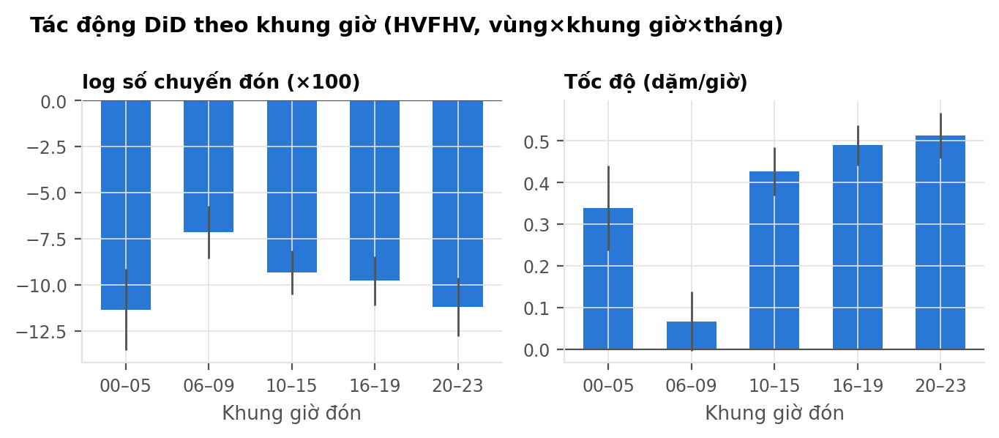 Tác động DiD theo khung giờ (HVFHV, vùng×khung giờ×tháng)
log số chuyến đón (×100)
0.0
−2.5
−5.0
−7.5
−10.0
−12.5
00–05 06–09 10–15 16–19 20–23
Khung giờ đón
Tốc độ (dặm/giờ)
0.5
0.4
0.3
0.2
0.1
0.0
00–05 06–09 10–15 16–19 20–23
Khung giờ đón